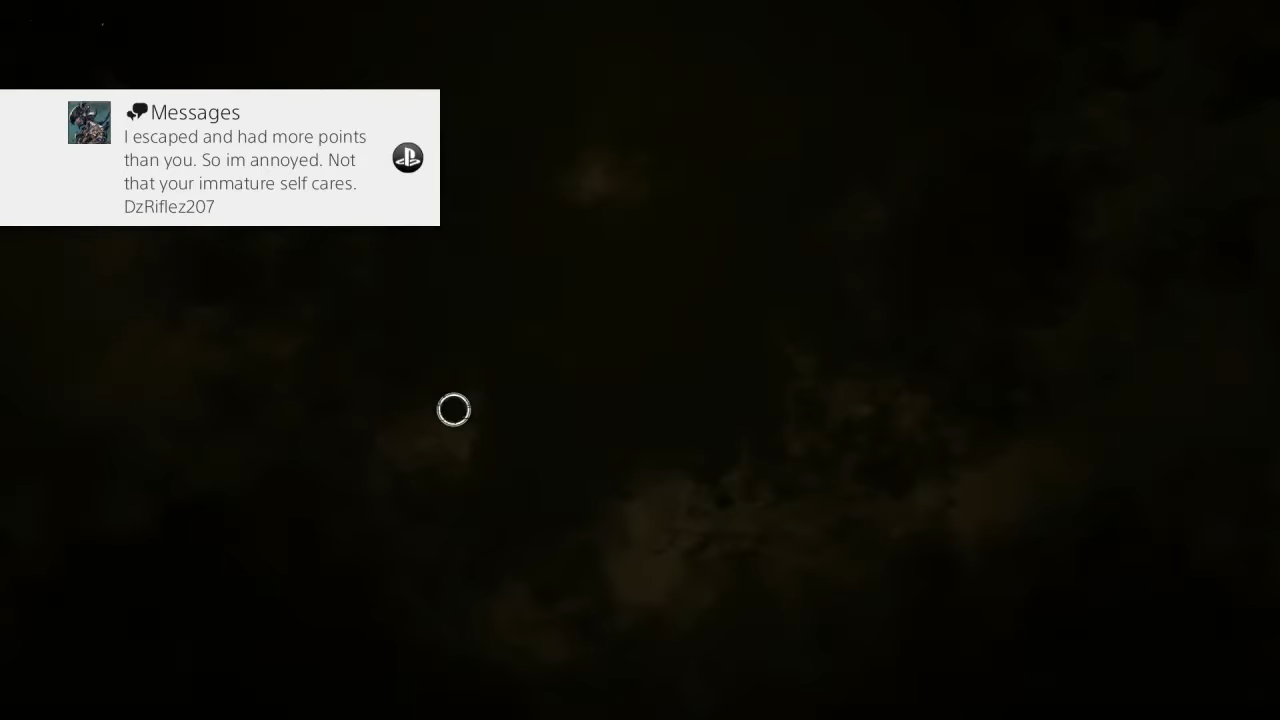 Messages
I escaped and had more points
than you. So im annoyed. Not
that your immature self cares.
DzRiflez207